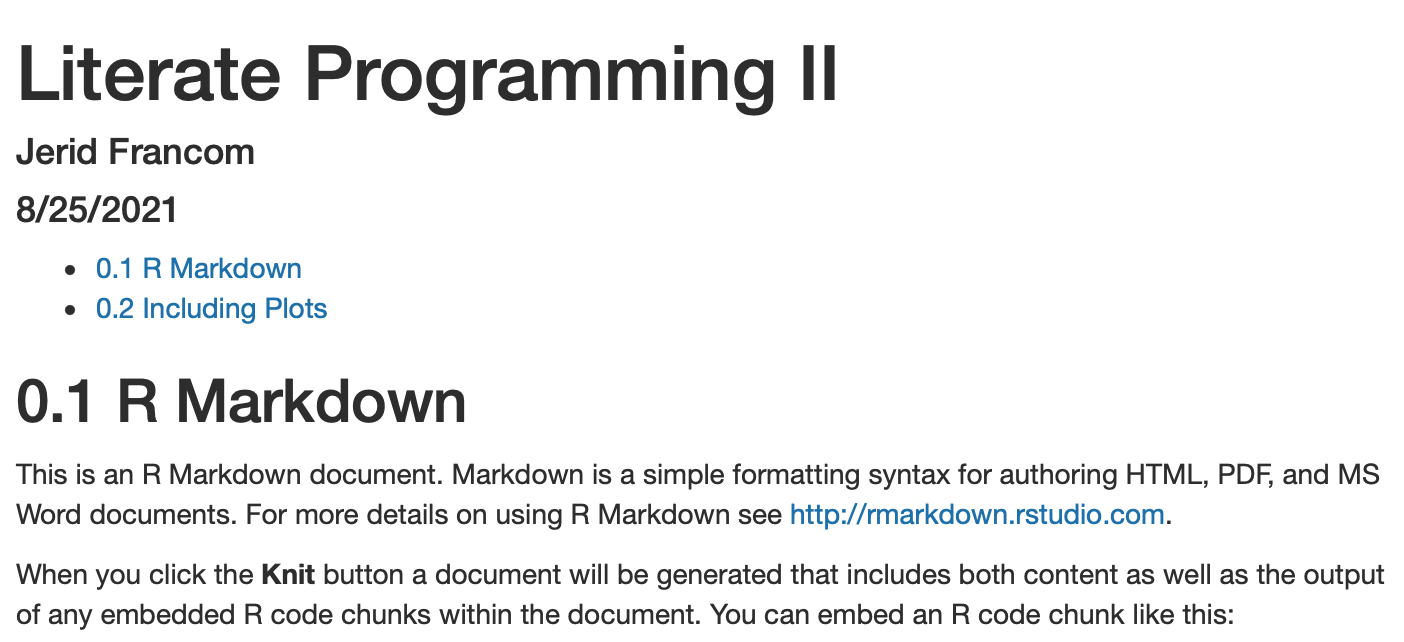 Literate Programming II
Jerid Francom
8/25/2021
• 0.1 R Markdown
• 0.2 Including Plots
0.1 R Markdown
This is an R Markdown document. Markdown is a simple formatting syntax for authoring HTML, PDF, and MS
Word documents. For more details on using R Markdown see http://rmarkdown.rstudio.com.
When you click the Knit button a document will be generated that includes both content as well as the output
of any embedded R code chunks within the document. You can embed an R code chunk like this: